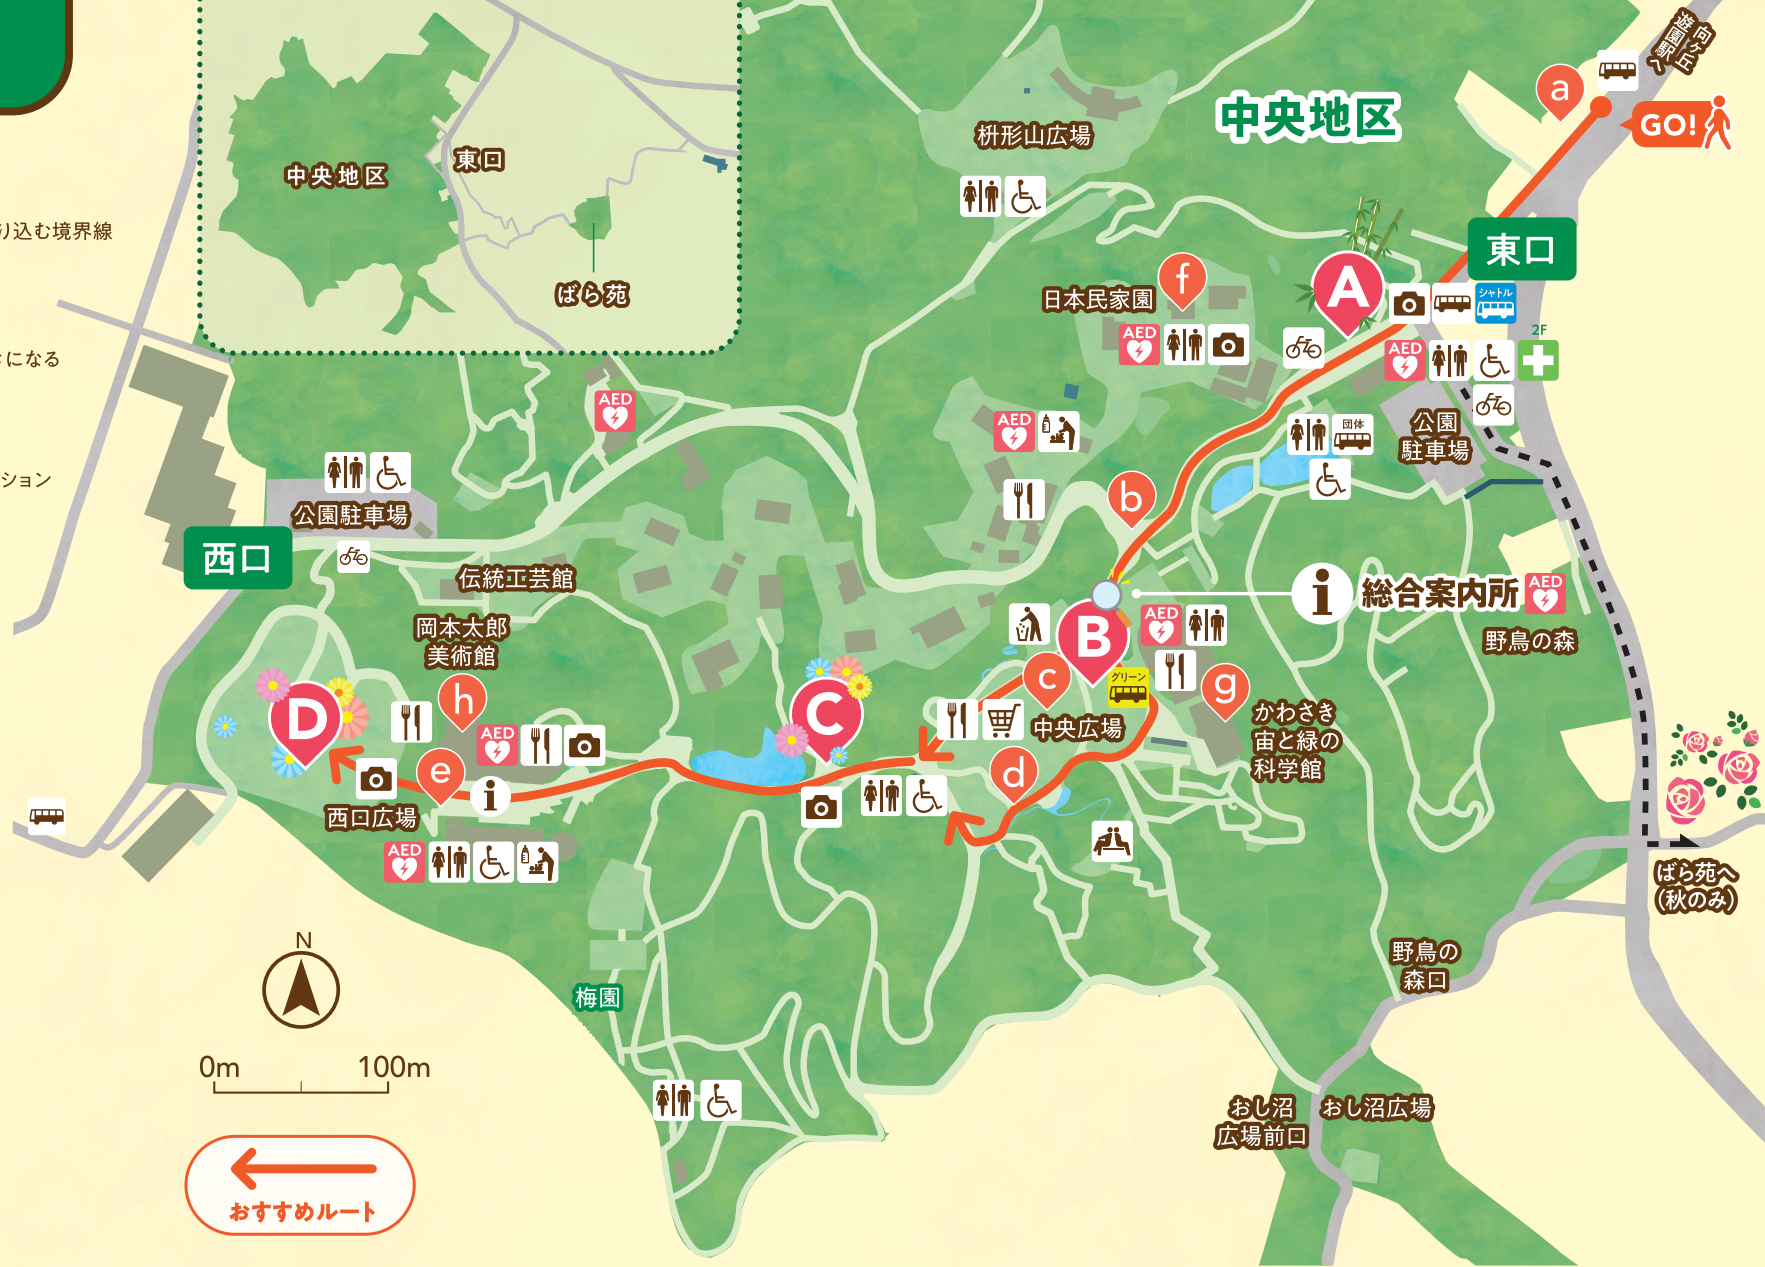 向ヶ丘
遊園駅へ
a
GO!
中央地区
枡形山広場
中央地区
東口
ばら苑
り込む境界線
になる
ション
東口
f
日本民家園
A
シャトル
AED
AED
2F
団体
公園
駐車場
AED
AED
b
公園駐車場
西口
伝統工芸館
i
総合案内所
AED
野鳥の森
岡本太郎
美術館
B
AED
グリーン
c
中央広場
g
かわさき
宙と緑の
科学館
D
h
AED
C
d
e
i
西口広場
AED
ばら苑へ
(秋のみ)
野鳥の
森口
梅園
N
0m
100m
おし沼
広場前口
おし沼広場
おすすめルート